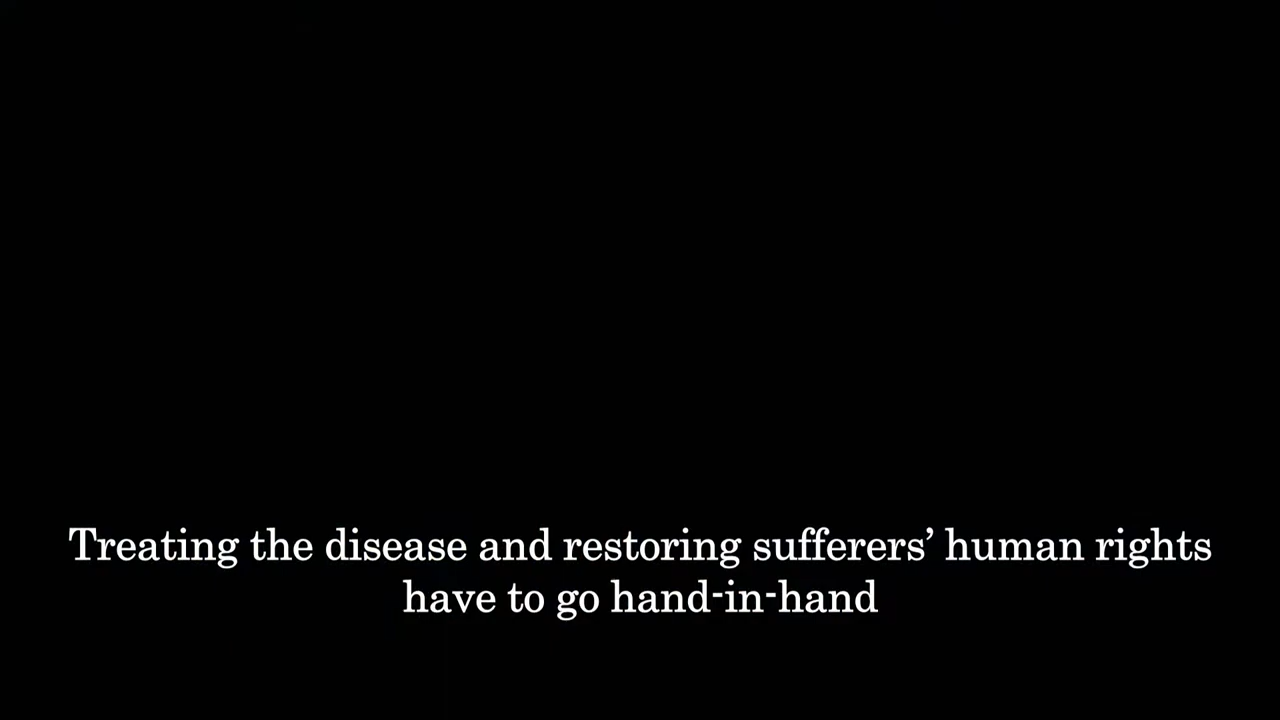 Treating the disease and restoring sufferers’ human rights
have to go hand-in-hand